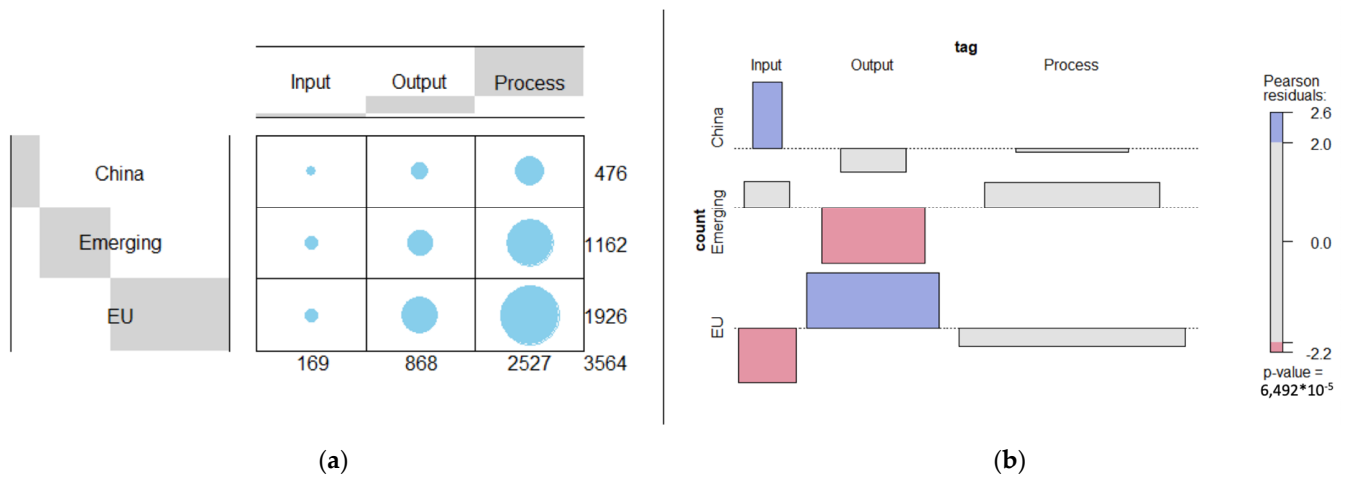 Input Output Process
China 476
Emerging 1162
EU 1926
169 868 2527 3564
(a)
tag
Input Output Process
count
China
Emerging
EU
Pearson
residuals:
2.6
2.0
0.0
-2.2
p-value =
6,492*10-5
(b)